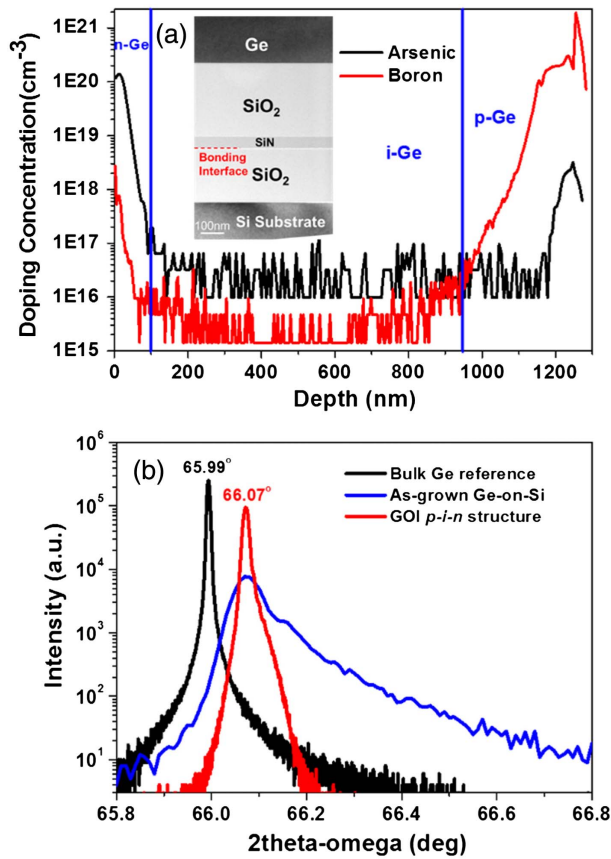 (a)
n-Ge
Arsenic
Boron
p-Ge
i-Ge
Ge
SiO2
SiN
Bonding
Interface
SiO2
Si Substrate
100nm
Doping Concentration(cm-3)
1E21
1E20
1E19
1E18
1E17
1E16
1E15
0 200 400 600 800 1000 1200
Depth (nm)
(b)
65.99°
66.07°
Bulk Ge reference
As-grown Ge-on-Si
GOI p-i-n structure
Intensity (a.u.)
10^6
10^5
10^4
10^3
10^2
10^1
65.8 66.0 66.2 66.4 66.6 66.8
2theta-omega (deg)